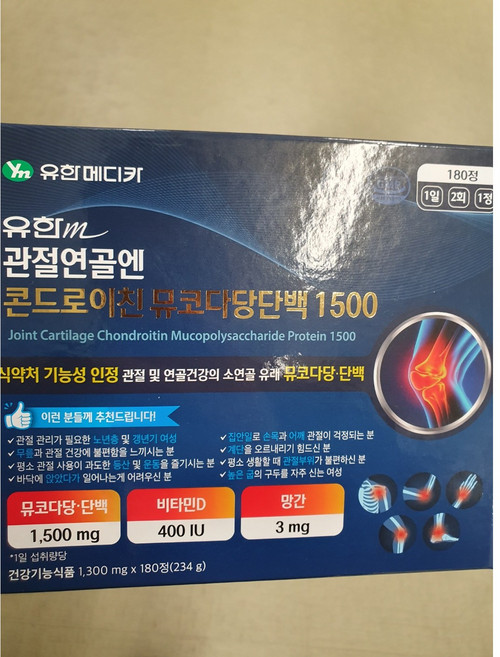 Ym 유한메디카
180정
1일 2회 1정
유한m
관절연골엔
콘드로이친 뮤코다당단백 1500
Joint Cartilage Chondroitin Mucopolysaccharide Protein 1500
식약처 기능성 인정 관절 및 연골건강의 소연골 유래 뮤코다당·단백
이런 분들께 추천드립니다!
✓관절 관리가 필요한 노년층 및 갱년기 여성
✓무릎과 관절 건강에 불편함을 느끼시는 분
✓평소 관절 사용이 과도한 등산 및 운동을 즐기시는 분
✓바닥에 앉았다가 일어나는게 어려우신 분
✓집안일로 손목과 어깨 관절이 걱정되는 분
✓계단을 오르내리기 힘드신 분
✓평소 생활할 때 관절부위가 불편하신 분
✓높은 굽의 구두를 자주 신는 여성
뮤코다당·단백
1,500 mg
비타민D
400 IU
망간
3 mg
*1일 섭취량당
건강기능식품 1,300 mg x 180정(234 g)